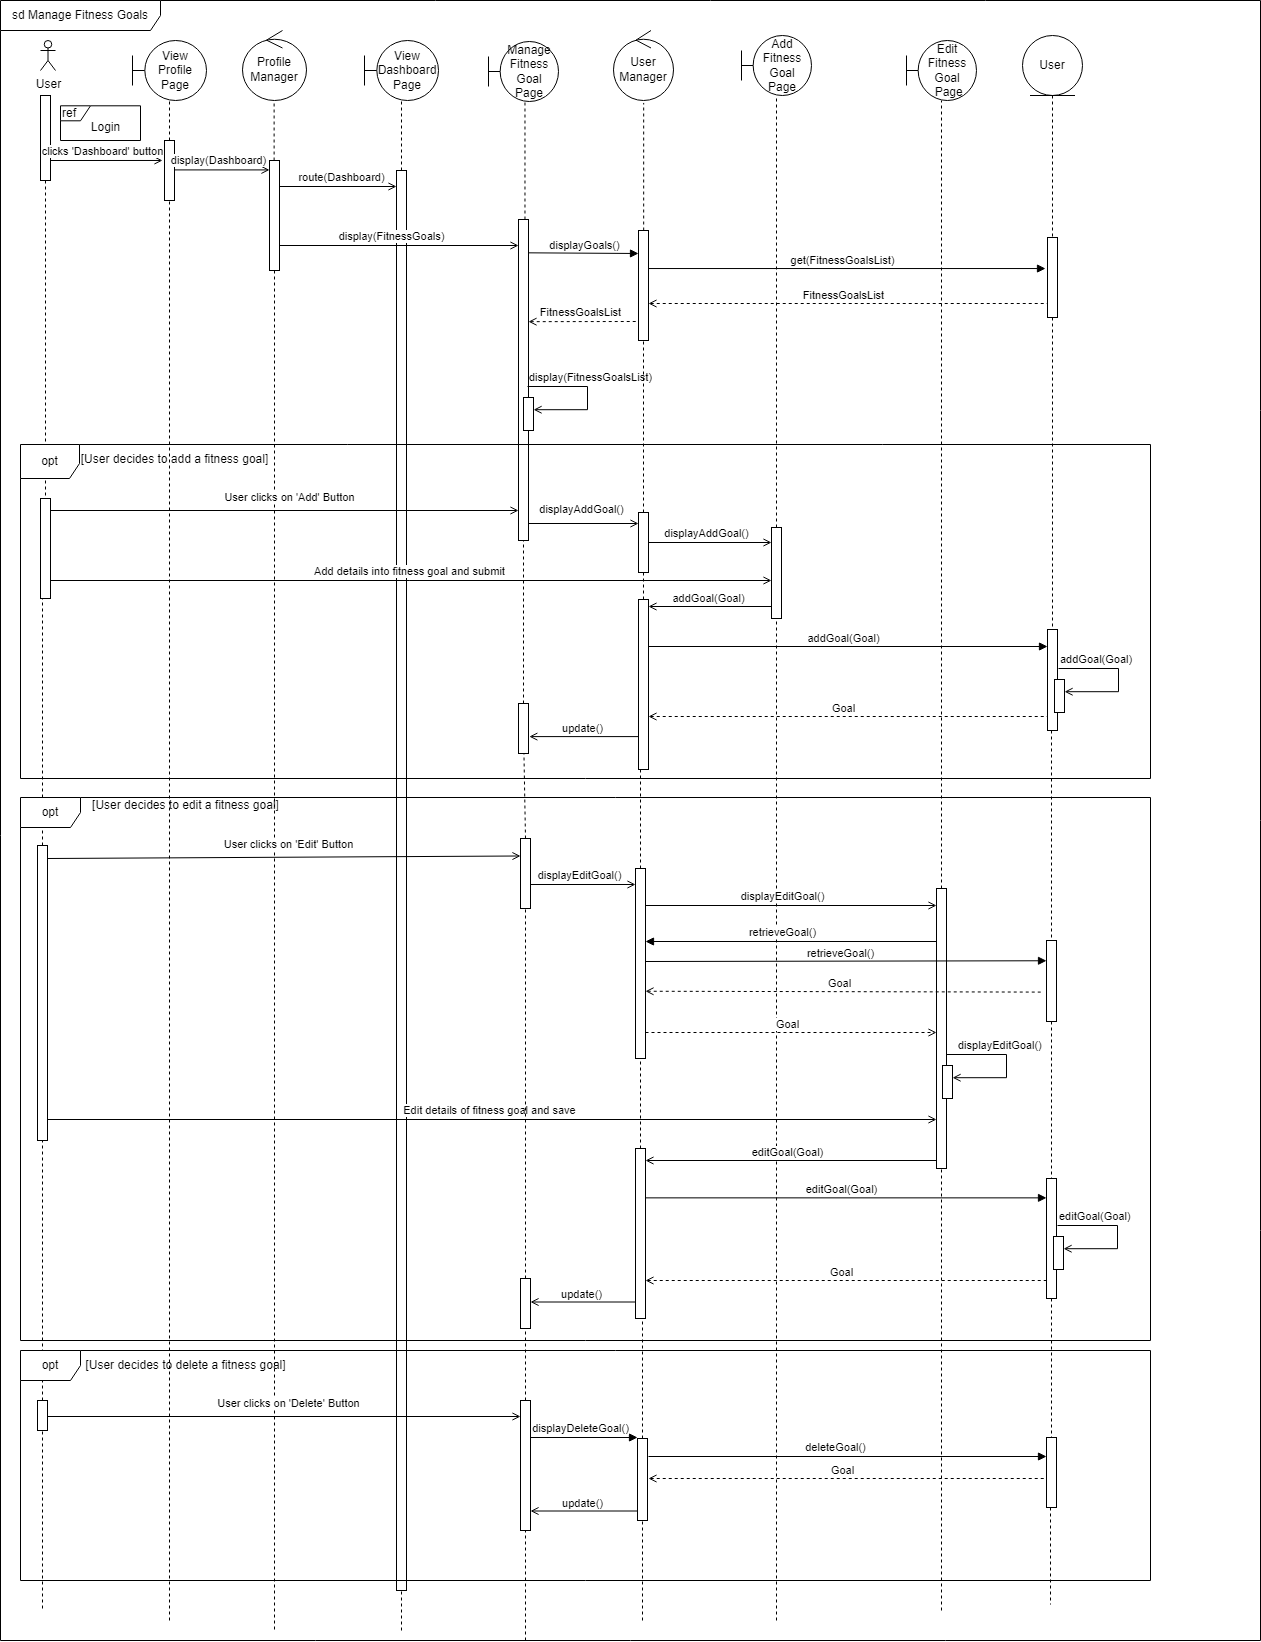 sd Manage Fitness Goals
User
View
Profile
Page
Profile
Manager
View
Dashboard
Page
Manage
Fitness
Goal
Page
User
Manager
Add
Fitness
Goal
Page
Edit
Fitness
Goal
Page
User
ref
Login
clicks 'Dashboard' button
display(Dashboard)
route(Dashboard)
display(FitnessGoals)
displayGoals()
get(FitnessGoalsList)
FitnessGoalsList
FitnessGoalsList
display(FitnessGoalsList)
opt
[User decides to add a fitness goal]
User clicks on 'Add' Button
displayAddGoal()
displayAddGoal()
Add details into fitness goal and submit
addGoal(Goal)
addGoal(Goal)
addGoal(Goal)
Goal
update()
opt
[User decides to edit a fitness goal]
User clicks on 'Edit' Button
displayEditGoal()
displayEditGoal()
retrieveGoal()
retrieveGoal()
Goal
Goal
displayEditGoal()
Edit details of fitness goal and save
editGoal(Goal)
editGoal(Goal)
editGoal(Goal)
Goal
update()
opt
[User decides to delete a fitness goal]
User clicks on 'Delete' Button
displayDeleteGoal()
deleteGoal()
Goal
update()